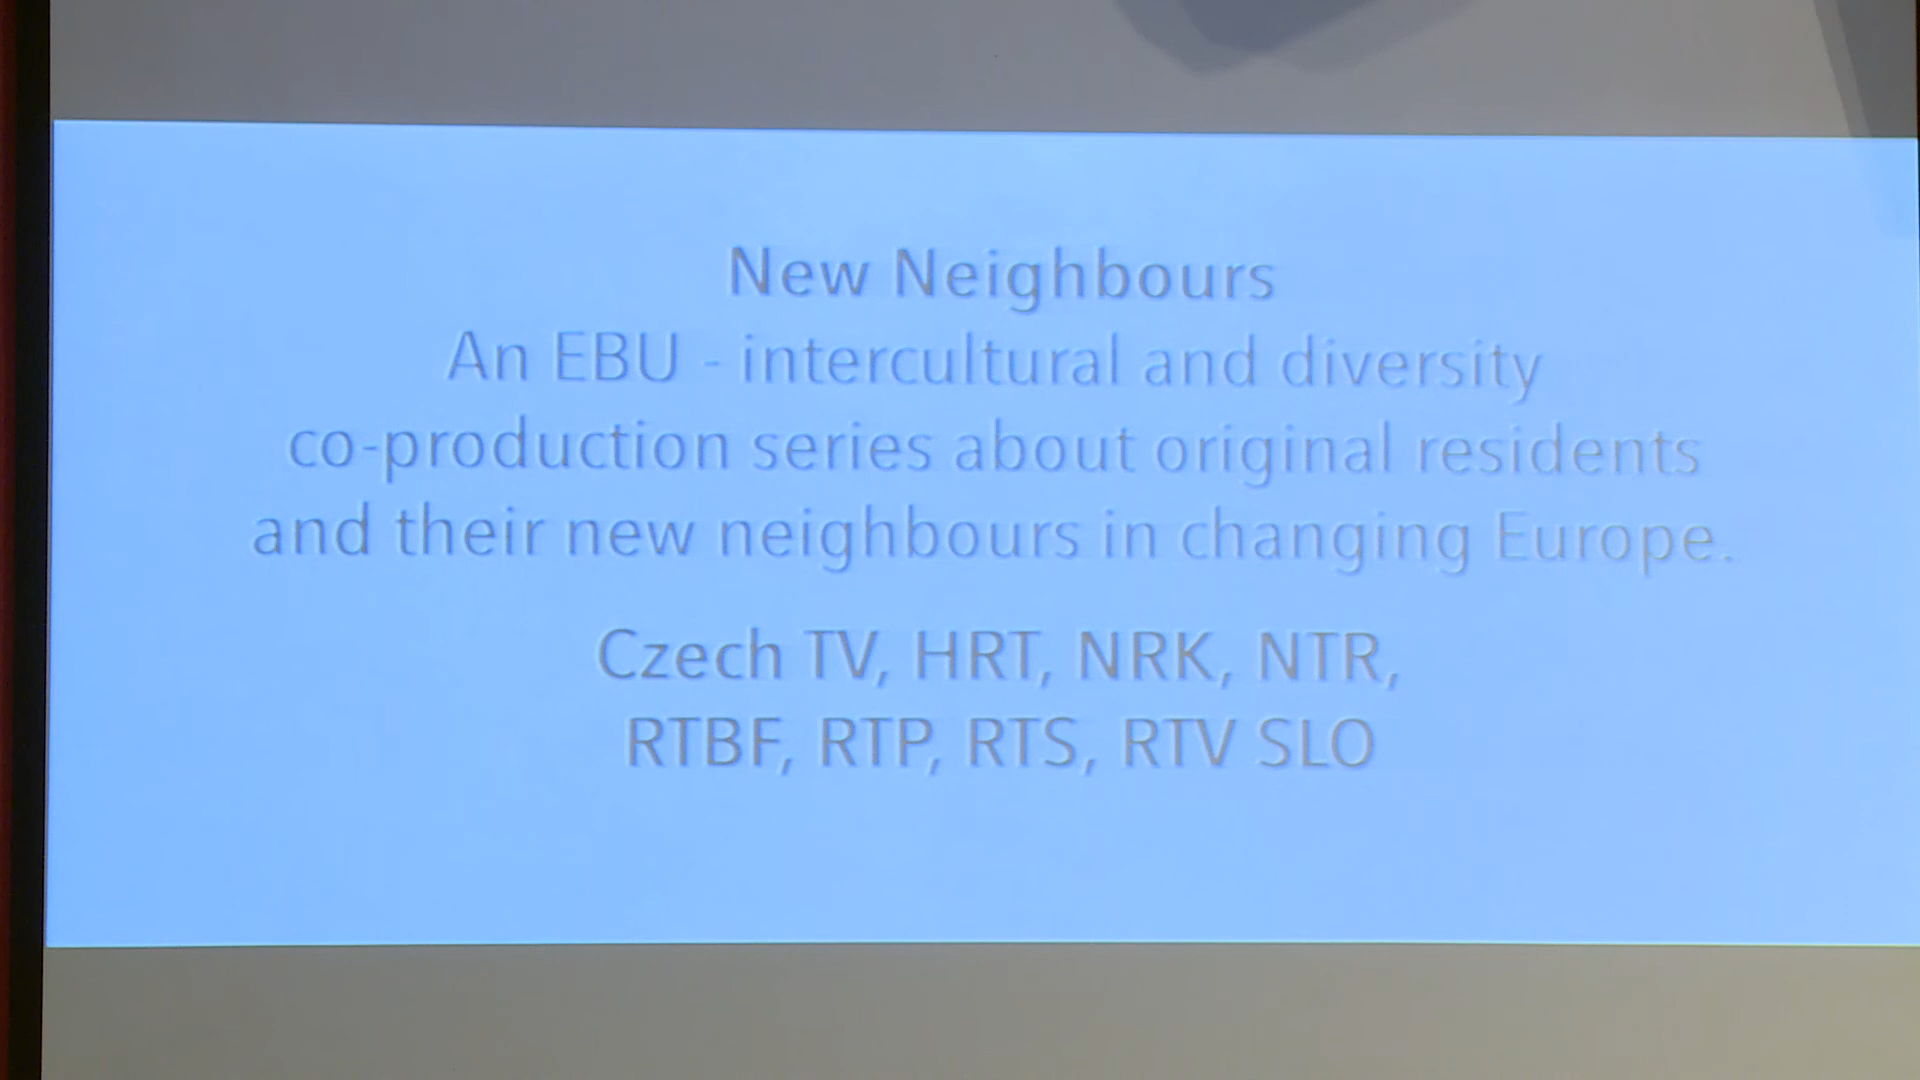 New Neighbours
An EBU - intercultural and diversity
co-production series about original residents
and their new neighbours in changing Europe.
Czech TV, HRT, NRK, NTR,
RTBF, RTP, RTS, RTV SLO